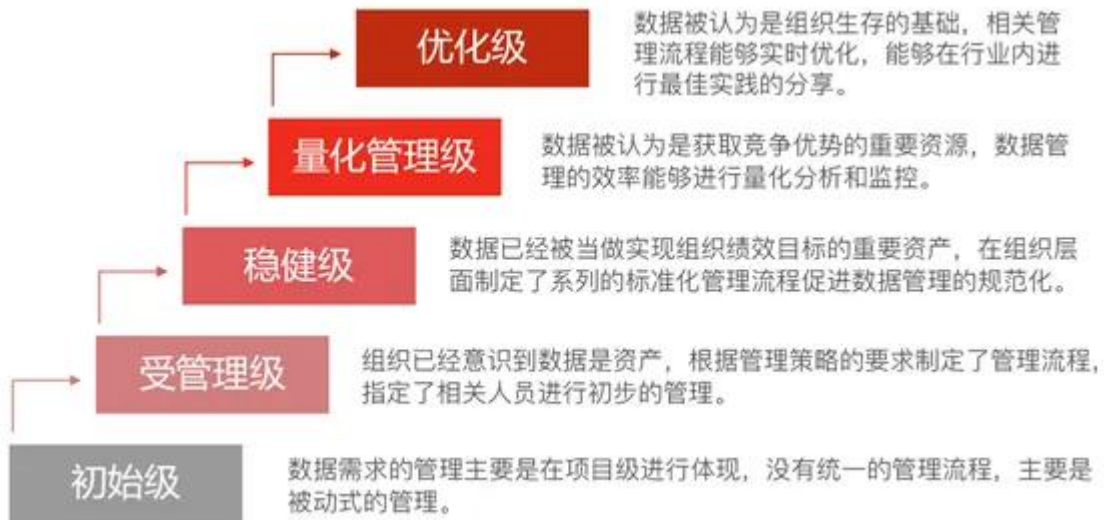 优化级
数据被认为是组织生存的基础，相关管
理流程能够实时优化，能够在行业内进
行最佳实践的分享。
量化管理级
数据被认为是获取竞争优势的重要资源，数据管
理的效率能够进行量化分析和监控。
稳健级
数据已经被当做实现组织绩效目标的重要资产，在组织层
面制定了系列的标准化管理流程促进数据管理的规范化。
受管理级
组织已经意识到数据是资产，根据管理策略的要求制定了管理流程，
指定了相关人员进行初步的管理。
初始级
数据需求的管理主要是在项目级进行体现，没有统一的管理流程，主要是
被动式的管理。